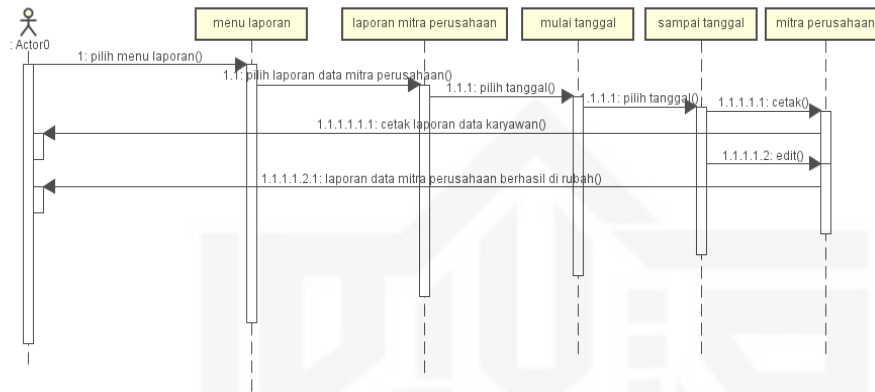 menu laporan
laporan mitra perusahaan
mulai tanggal
sampai tanggal
mitra perusahaan
: Actor0
1: pilih menu laporan()
1.1: pilih laporan data mitra perusahaan()
1.1.1: pilih tanggal()
1.1.1.1: pilih tanggal()
1.1.1.1.1: cetak()
1.1.1.1.1.1: cetak laporan data karyawan()
1.1.1.1.2: edit()
1.1.1.1.2.1: laporan data mitra perusahaan berhasil di rubah()